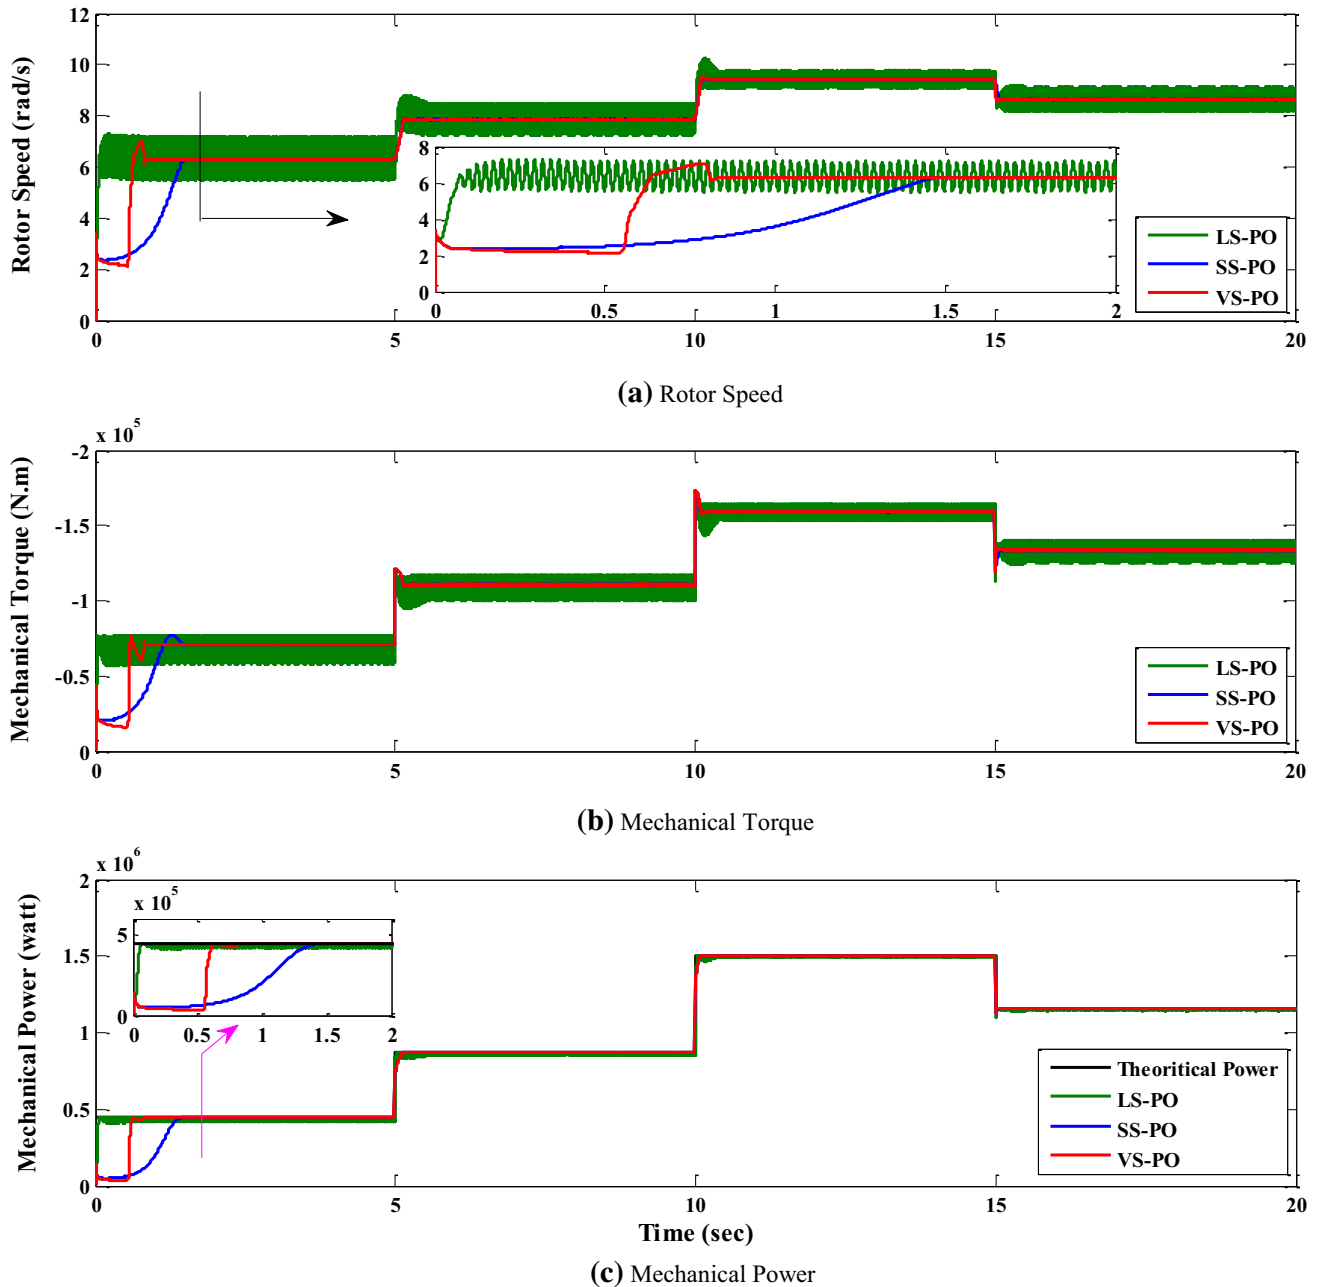 12
10
8
6
4
2
0
Rotor Speed (rad/s)
8
6
4
2
0
0 0.5 1 1.5 2
LS-PO
SS-PO
VS-PO
0 5 10 15 20
(a) Rotor Speed
x 10^5
-2
-1.5
-1
-0.5
0
Mechanical Torque (N.m)
LS-PO
SS-PO
VS-PO
0 5 10 15 20
(b) Mechanical Torque
x 10^6
2
1.5
1
0.5
0
Mechanical Power (watt)
x 10^5
5
0
0 0.5 1 1.5 2
Theoritical Power
LS-PO
SS-PO
VS-PO
0 5 10 15 20
Time (sec)
(c) Mechanical Power